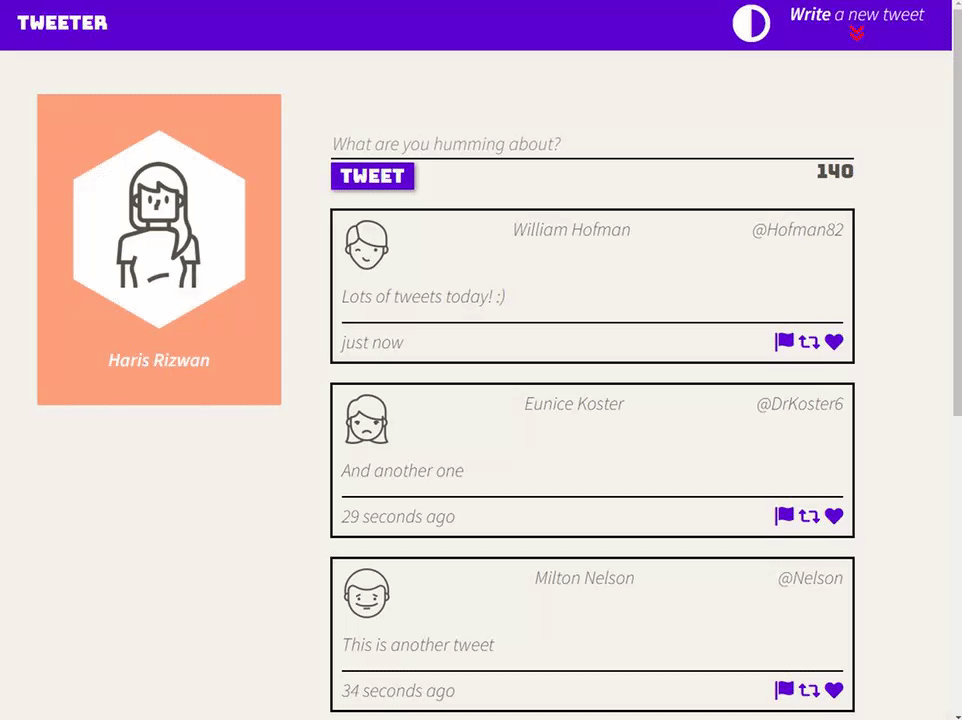 TWEETER
Write a new tweet
Haris Rizwan
What are you humming about?
TWEET
140
William Hofman
@Hofman82
Lots of tweets today! :)
just now
Eunice Koster
@DrKoster6
And another one
29 seconds ago
Milton Nelson
@Nelson
This is another tweet
34 seconds ago